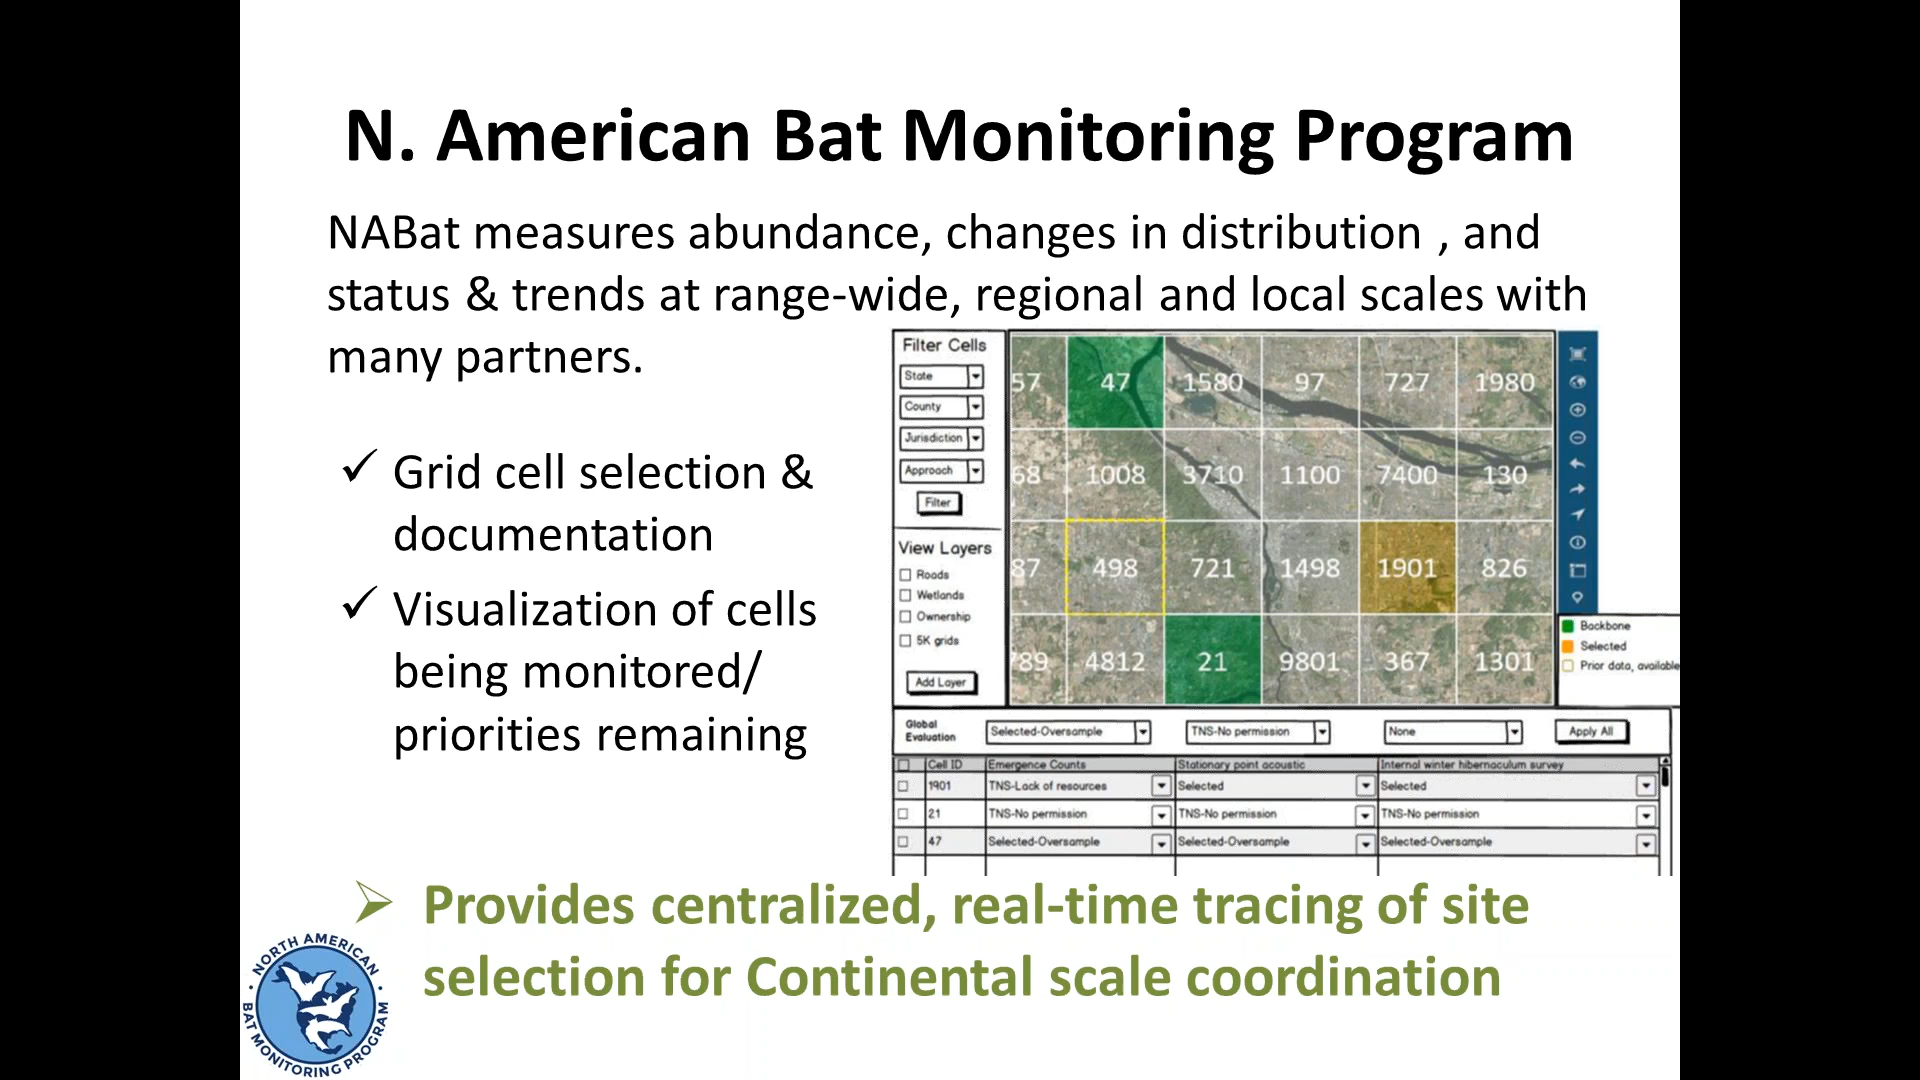 N. American Bat Monitoring Program
NABat measures abundance, changes in distribution , and
status & trends at range-wide, regional and local scales with
many partners.
✓ Grid cell selection &
documentation
✓ Visualization of cells
being monitored/
priorities remaining
Filter Cells
State
County
Jurisdiction
Approach
Filter
View Layers
Roads
Wetlands
Ownership
5K grids
Add Layer
57 47 1580 97 727 1980
68 1008 3710 1100 7400 130
87 498 721 1498 1901 826
789 4812 21 9801 367 1301
Backbone
Selected
Prior data, available
Global
Evaluation
Selected-Oversample TNS-No permission None Apply All
Cell ID Emergence Counts Stationary point acoustic Internal winter hibernaculum survey
1901 TNS-Lack of resources Selected Selected
21 TNS-No permission TNS-No permission TNS-No permission
47 Selected-Oversample Selected-Oversample Selected-Oversample
➢ Provides centralized, real-time tracing of site
selection for Continental scale coordination
NORTH AMERICAN
BAT MONITORING PROGRAM